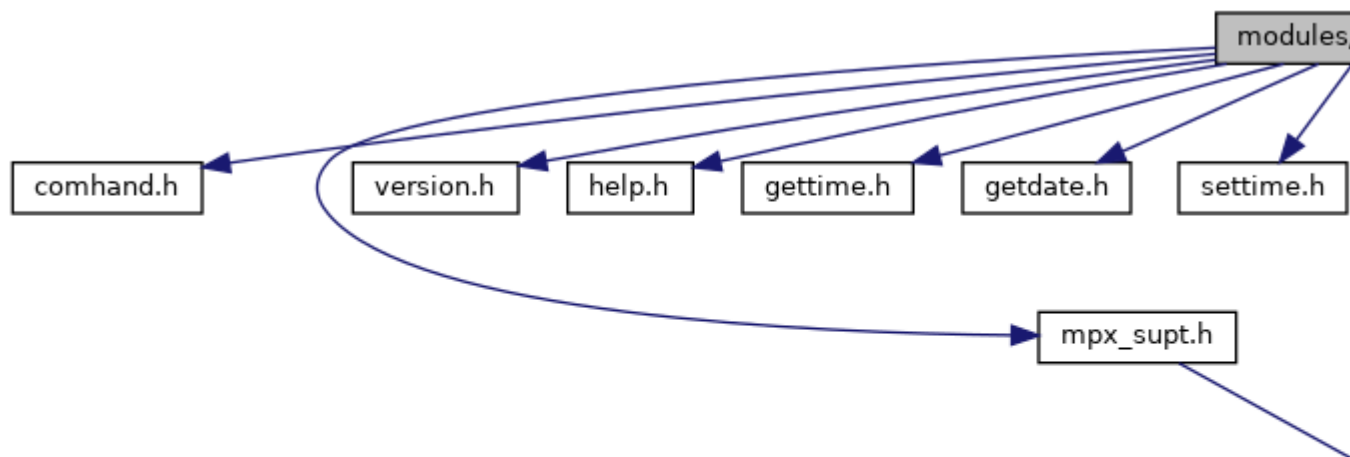 modules/
comhand.h
version.h
help.h
gettime.h
getdate.h
settime.h
mpx_supt.h